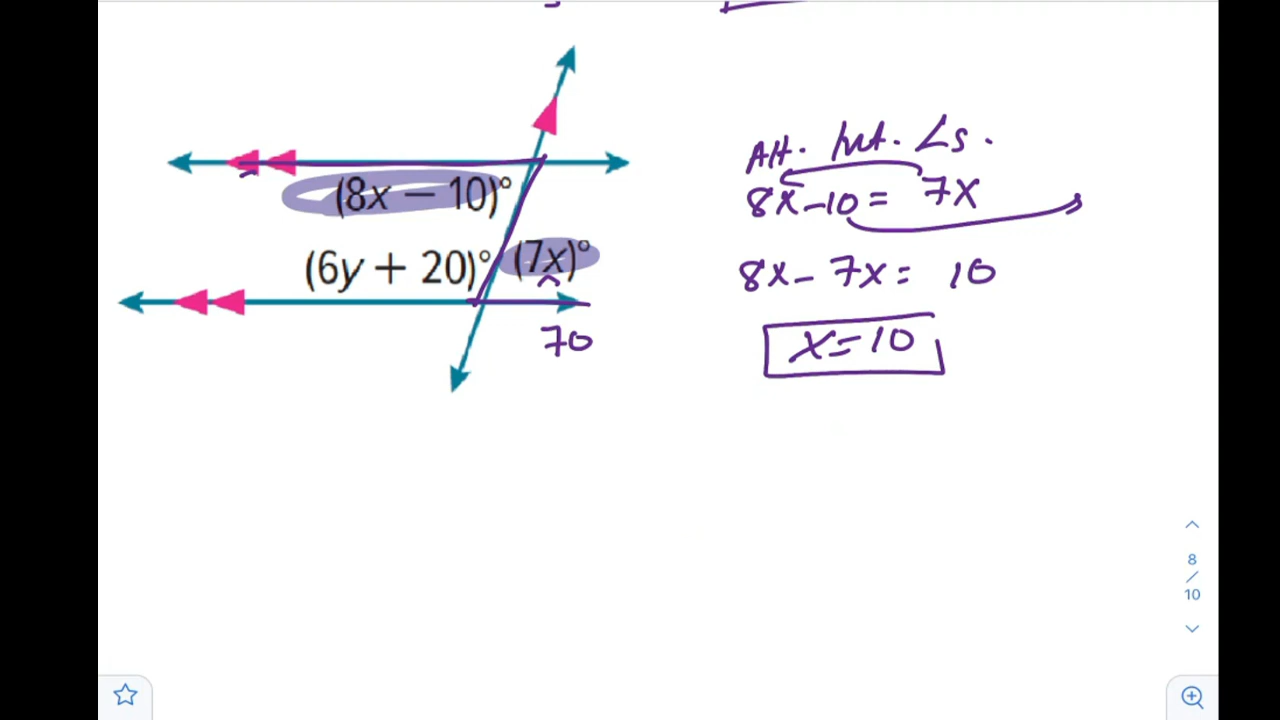 Alt. Int. ∠s.
(8x − 10)°
8x−10 = 7x
(6y + 20)° (7x)°
8x − 7x = 10
70
x = 10
8
/
10